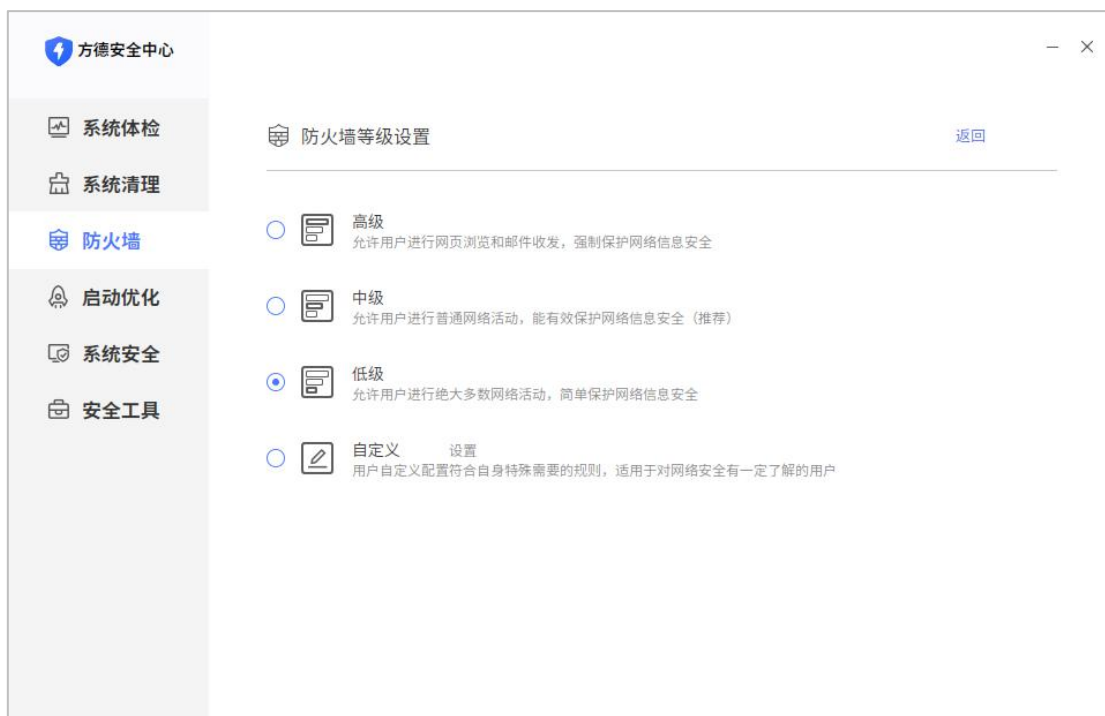 方德安全中心
系统体检
系统清理
防火墙
启动优化
系统安全
安全工具
防火墙等级设置
返回
高级
允许用户进行网页浏览和邮件收发，强制保护网络信息安全
中级
允许用户进行普通网络活动，能有效保护网络信息安全（推荐）
低级
允许用户进行绝大多数网络活动，简单保护网络信息安全
自定义 设置
用户自定义配置符合自身特殊需要的规则，适用于对网络安全有一定了解的用户